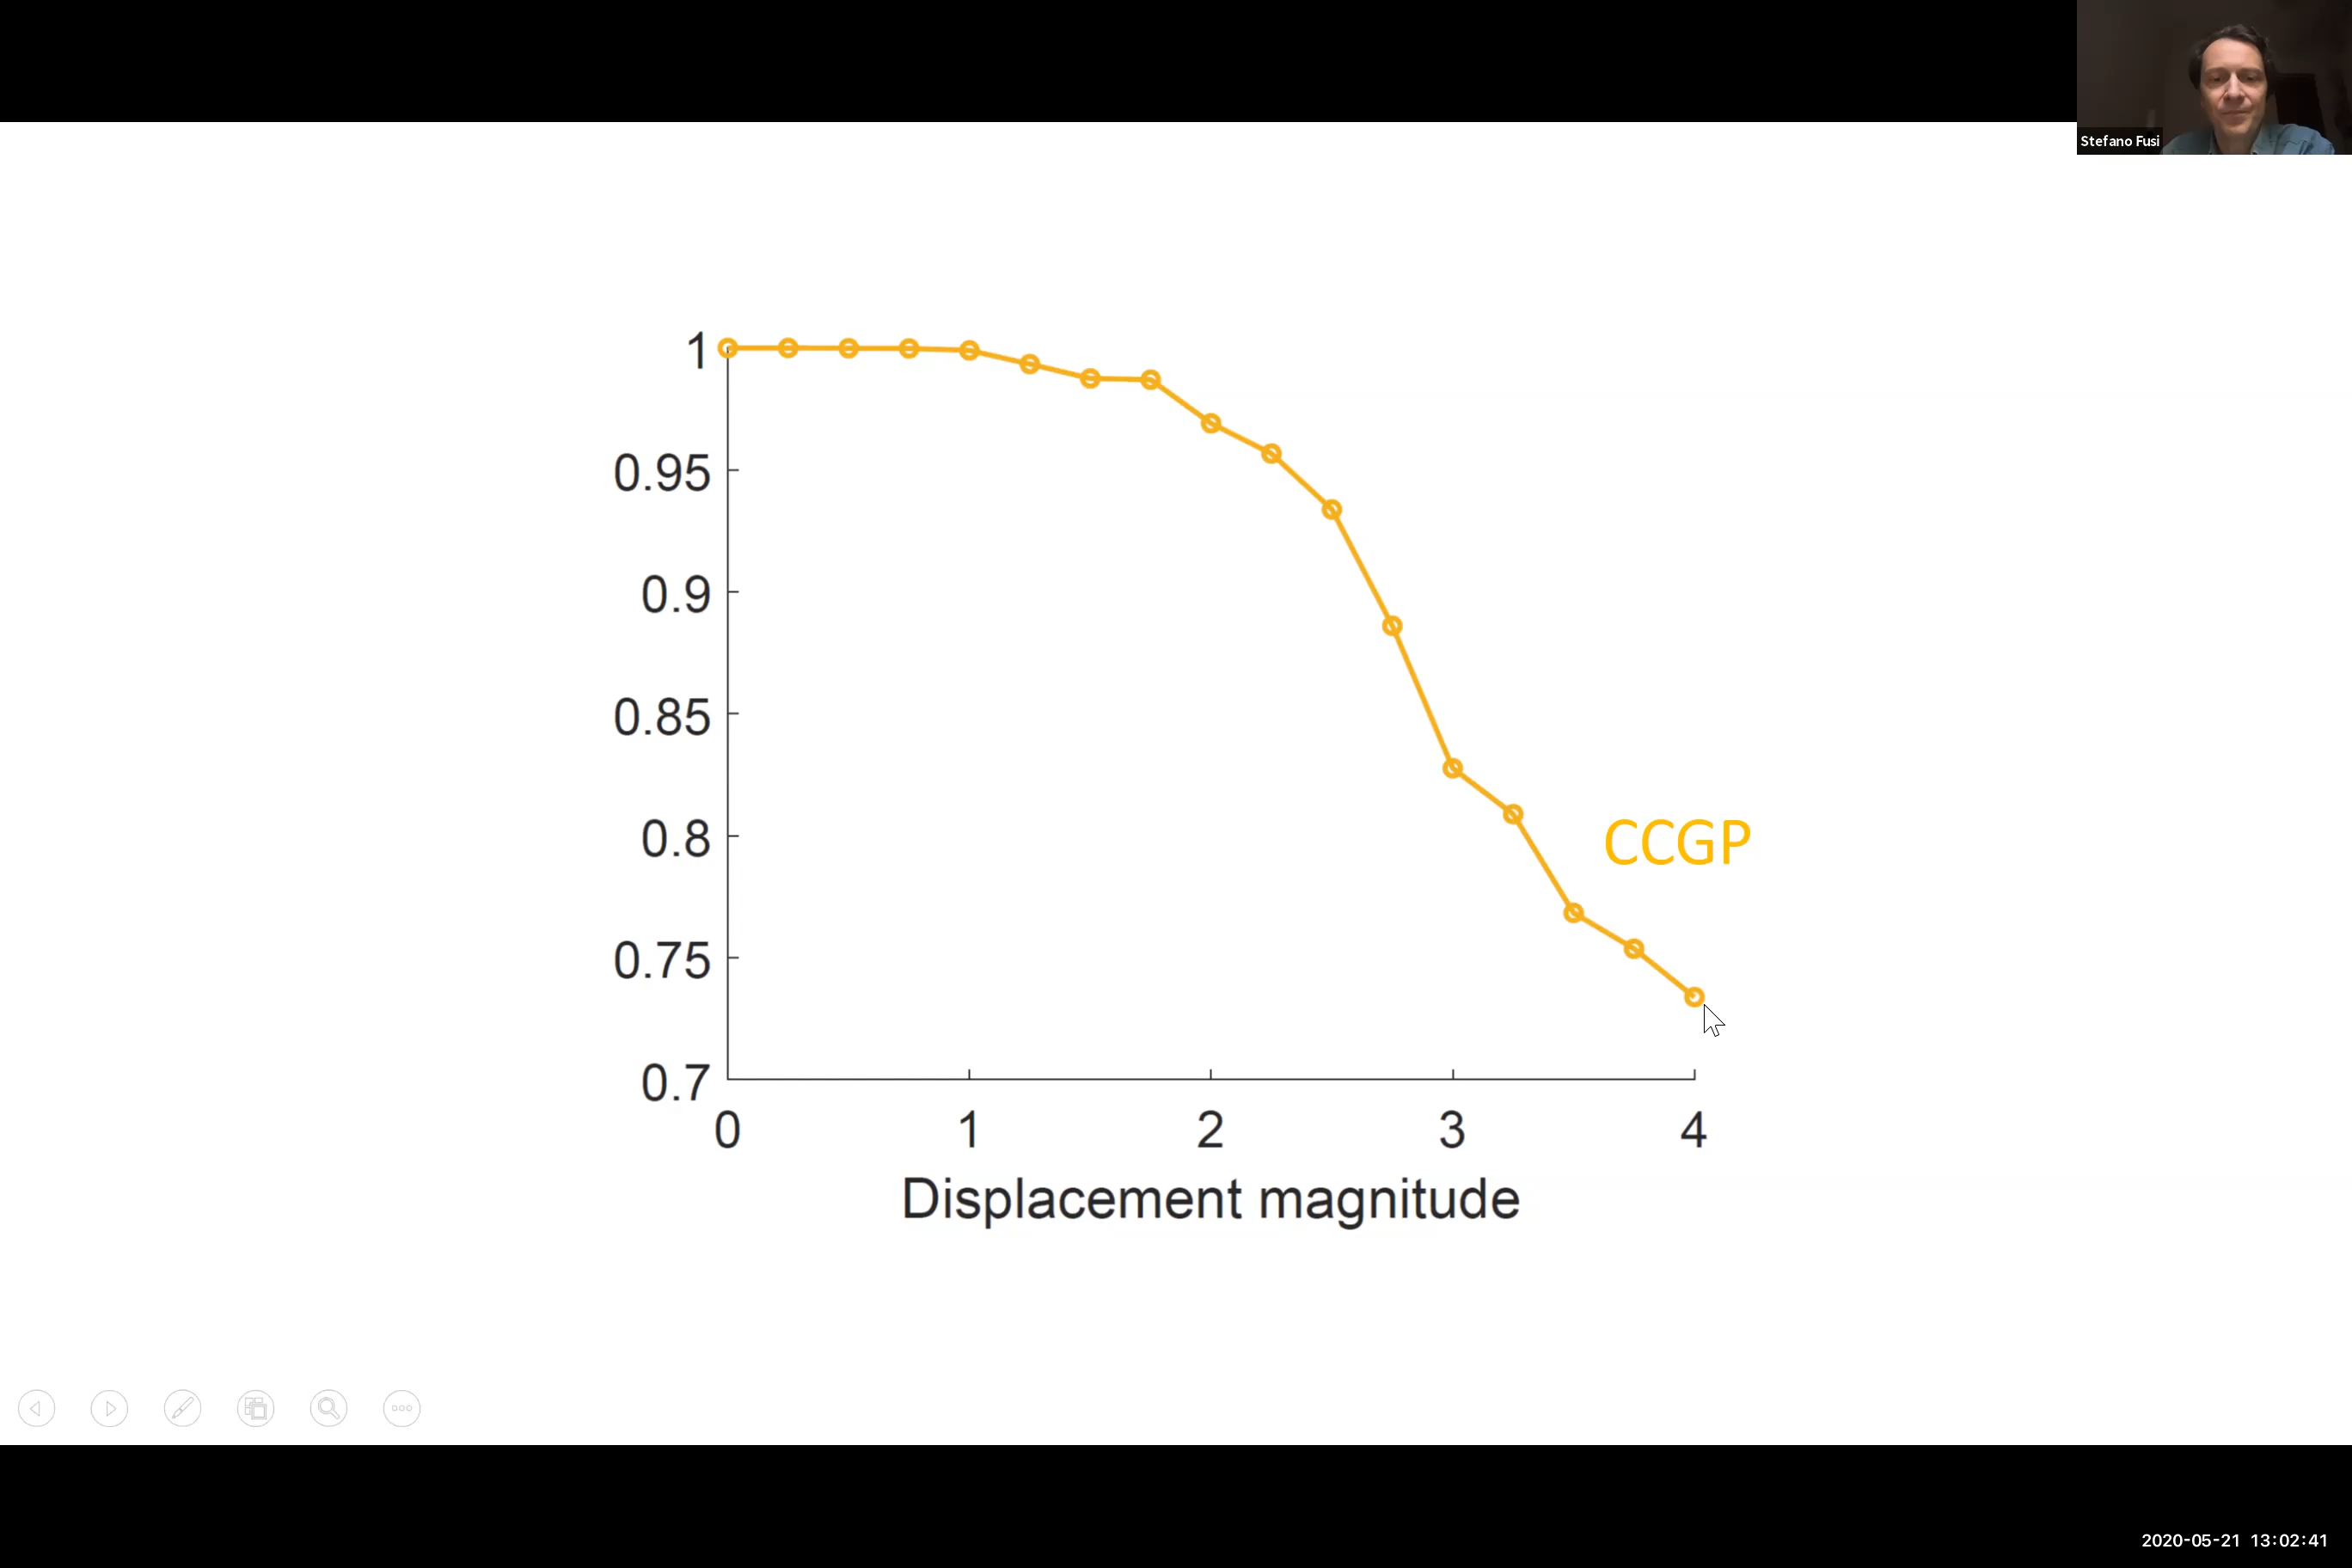 Stefano Fusi
1
0.95
0.9
0.85
0.8
CCGP
0.75
0.7
0 1 2 3 4
Displacement magnitude
2020-05-21 13:02:41